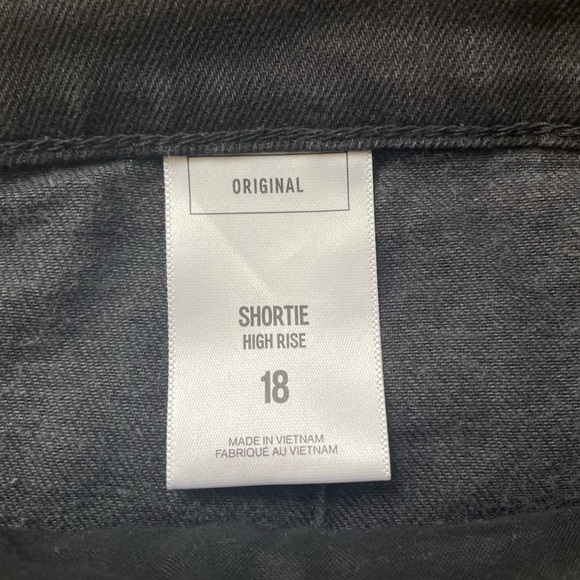 ORIGINAL
SHORTIE
HIGH RISE
18
MADE IN VIETNAM
FABRIQUÉ AU VIETNAM